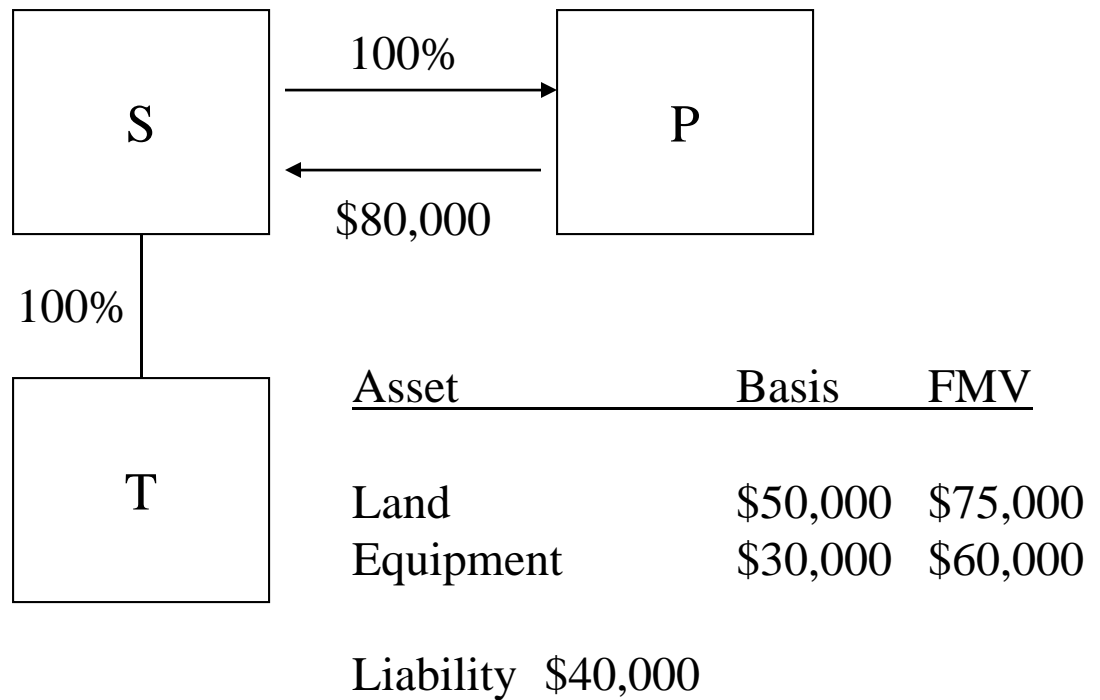 100%
S
P
$80,000
100%
T
Asset Basis FMV
Land $50,000 $75,000
Equipment $30,000 $60,000
Liability $40,000